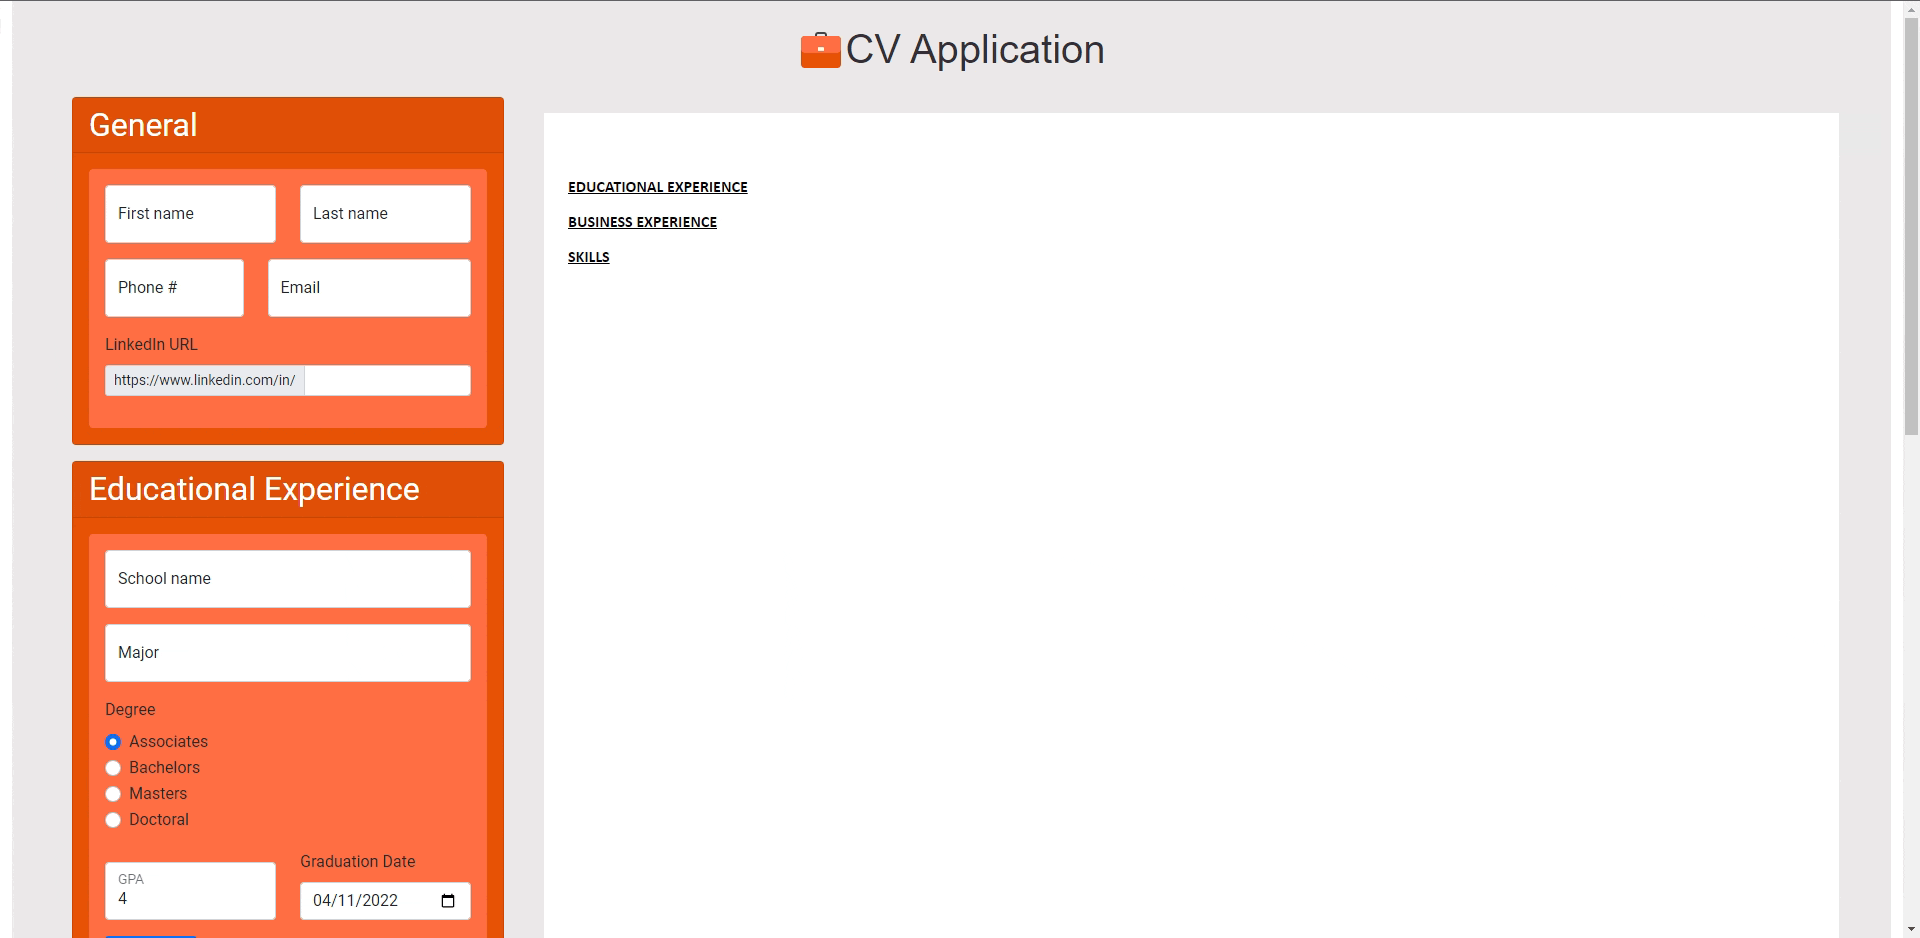 CV Application
General
First name
Last name
Phone #
Email
LinkedIn URL
https://www.linkedin.com/in/
Educational Experience
School name
Major
Degree
Associates
Bachelors
Masters
Doctoral
GPA
4
Graduation Date
04/11/2022
EDUCATIONAL EXPERIENCE
BUSINESS EXPERIENCE
SKILLS